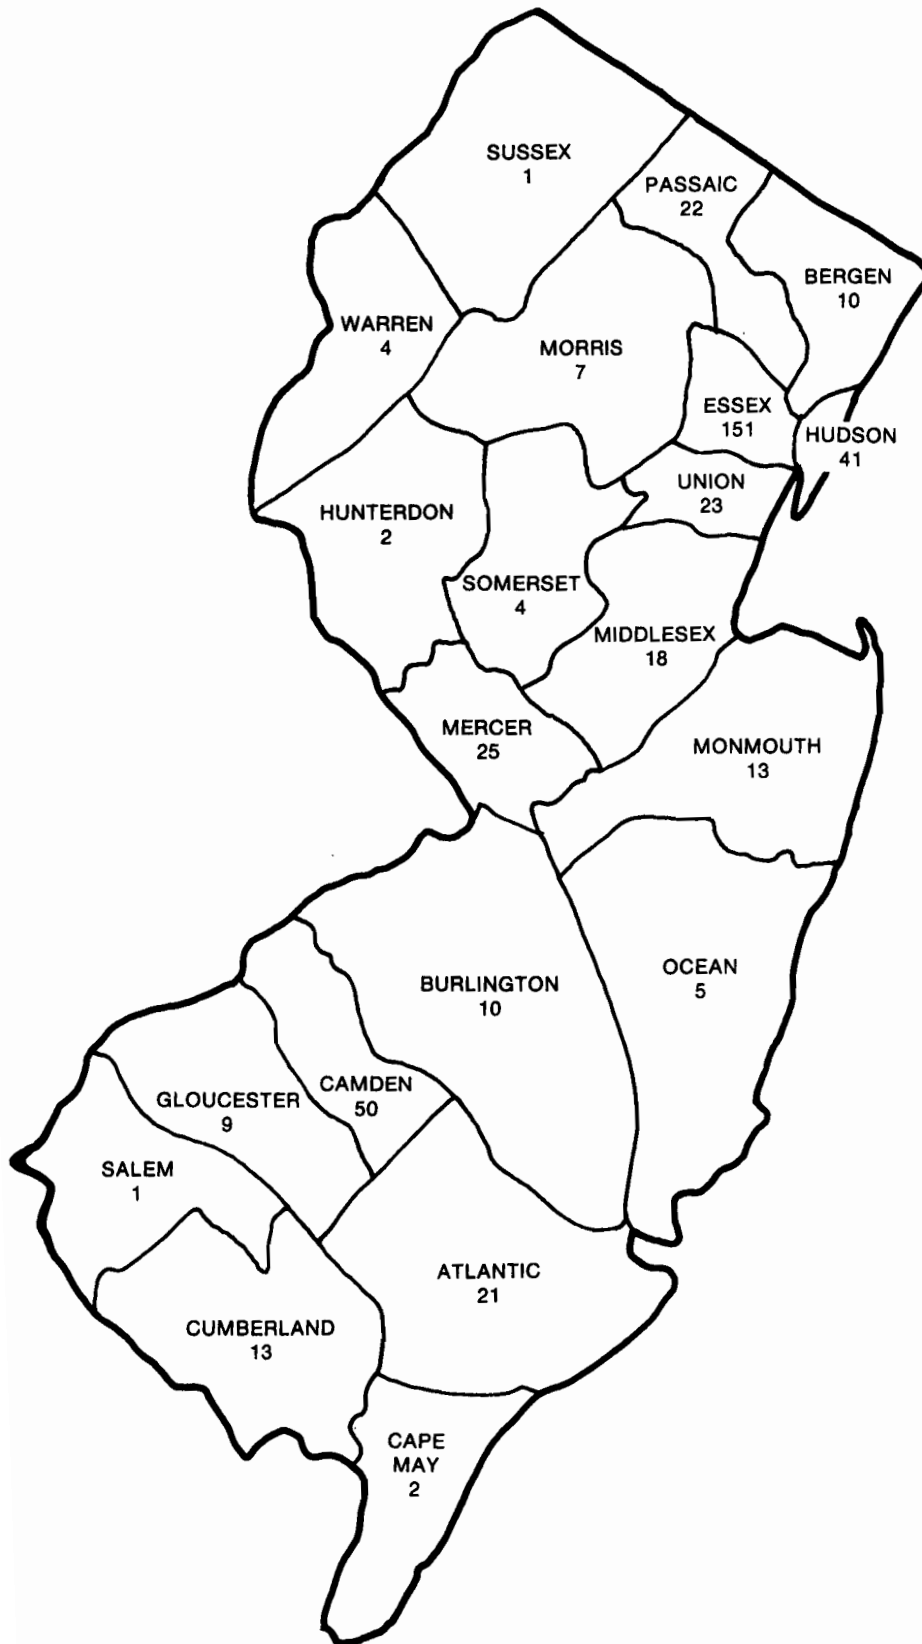 SUSSEX
1
PASSAIC
22
BERGEN
10
WARREN
4
MORRIS
7
ESSEX
151
HUDSON
41
UNION
23
HUNTERDON
2
SOMERSET
4
MIDDLESEX
18
MERCER
25
MONMOUTH
13
OCEAN
5
BURLINGTON
10
CAMDEN
50
GLOUCESTER
9
SALEM
1
ATLANTIC
21
CUMBERLAND
13
CAPE
MAY
2